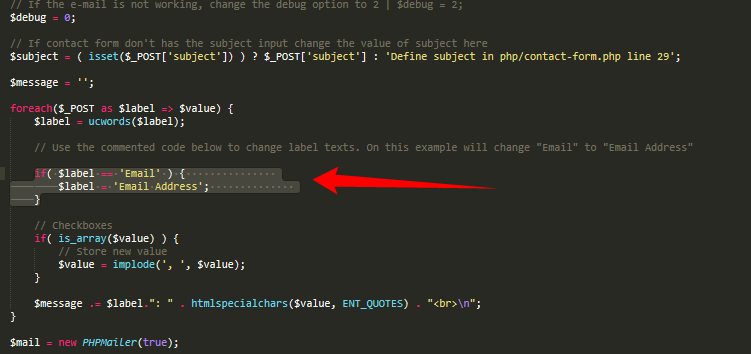 // If the e-mail is not working, change the debug option to 2 | $debug = 2;
$debug = 0;
// If contact form don't has the subject input change the value of subject here
$subject = ( isset($_POST['subject']) ) ? $_POST['subject'] : 'Define subject in php/contact-form.php line 29';
$message = '';
foreach($_POST as $label => $value) {
$label = ucwords($label);
// Use the commented code below to change label texts. On this example will change "Email" to "Email Address"
if( $label == 'Email' ) {
$label = 'Email Address';
}
// Checkboxes
if( is_array($value) ) {
// Store new value
$value = implode(', ', $value);
}
$message .= $label.": " . htmlspecialchars($value, ENT_QUOTES) . "<br>\n";
}
$mail = new PHPMailer(true);